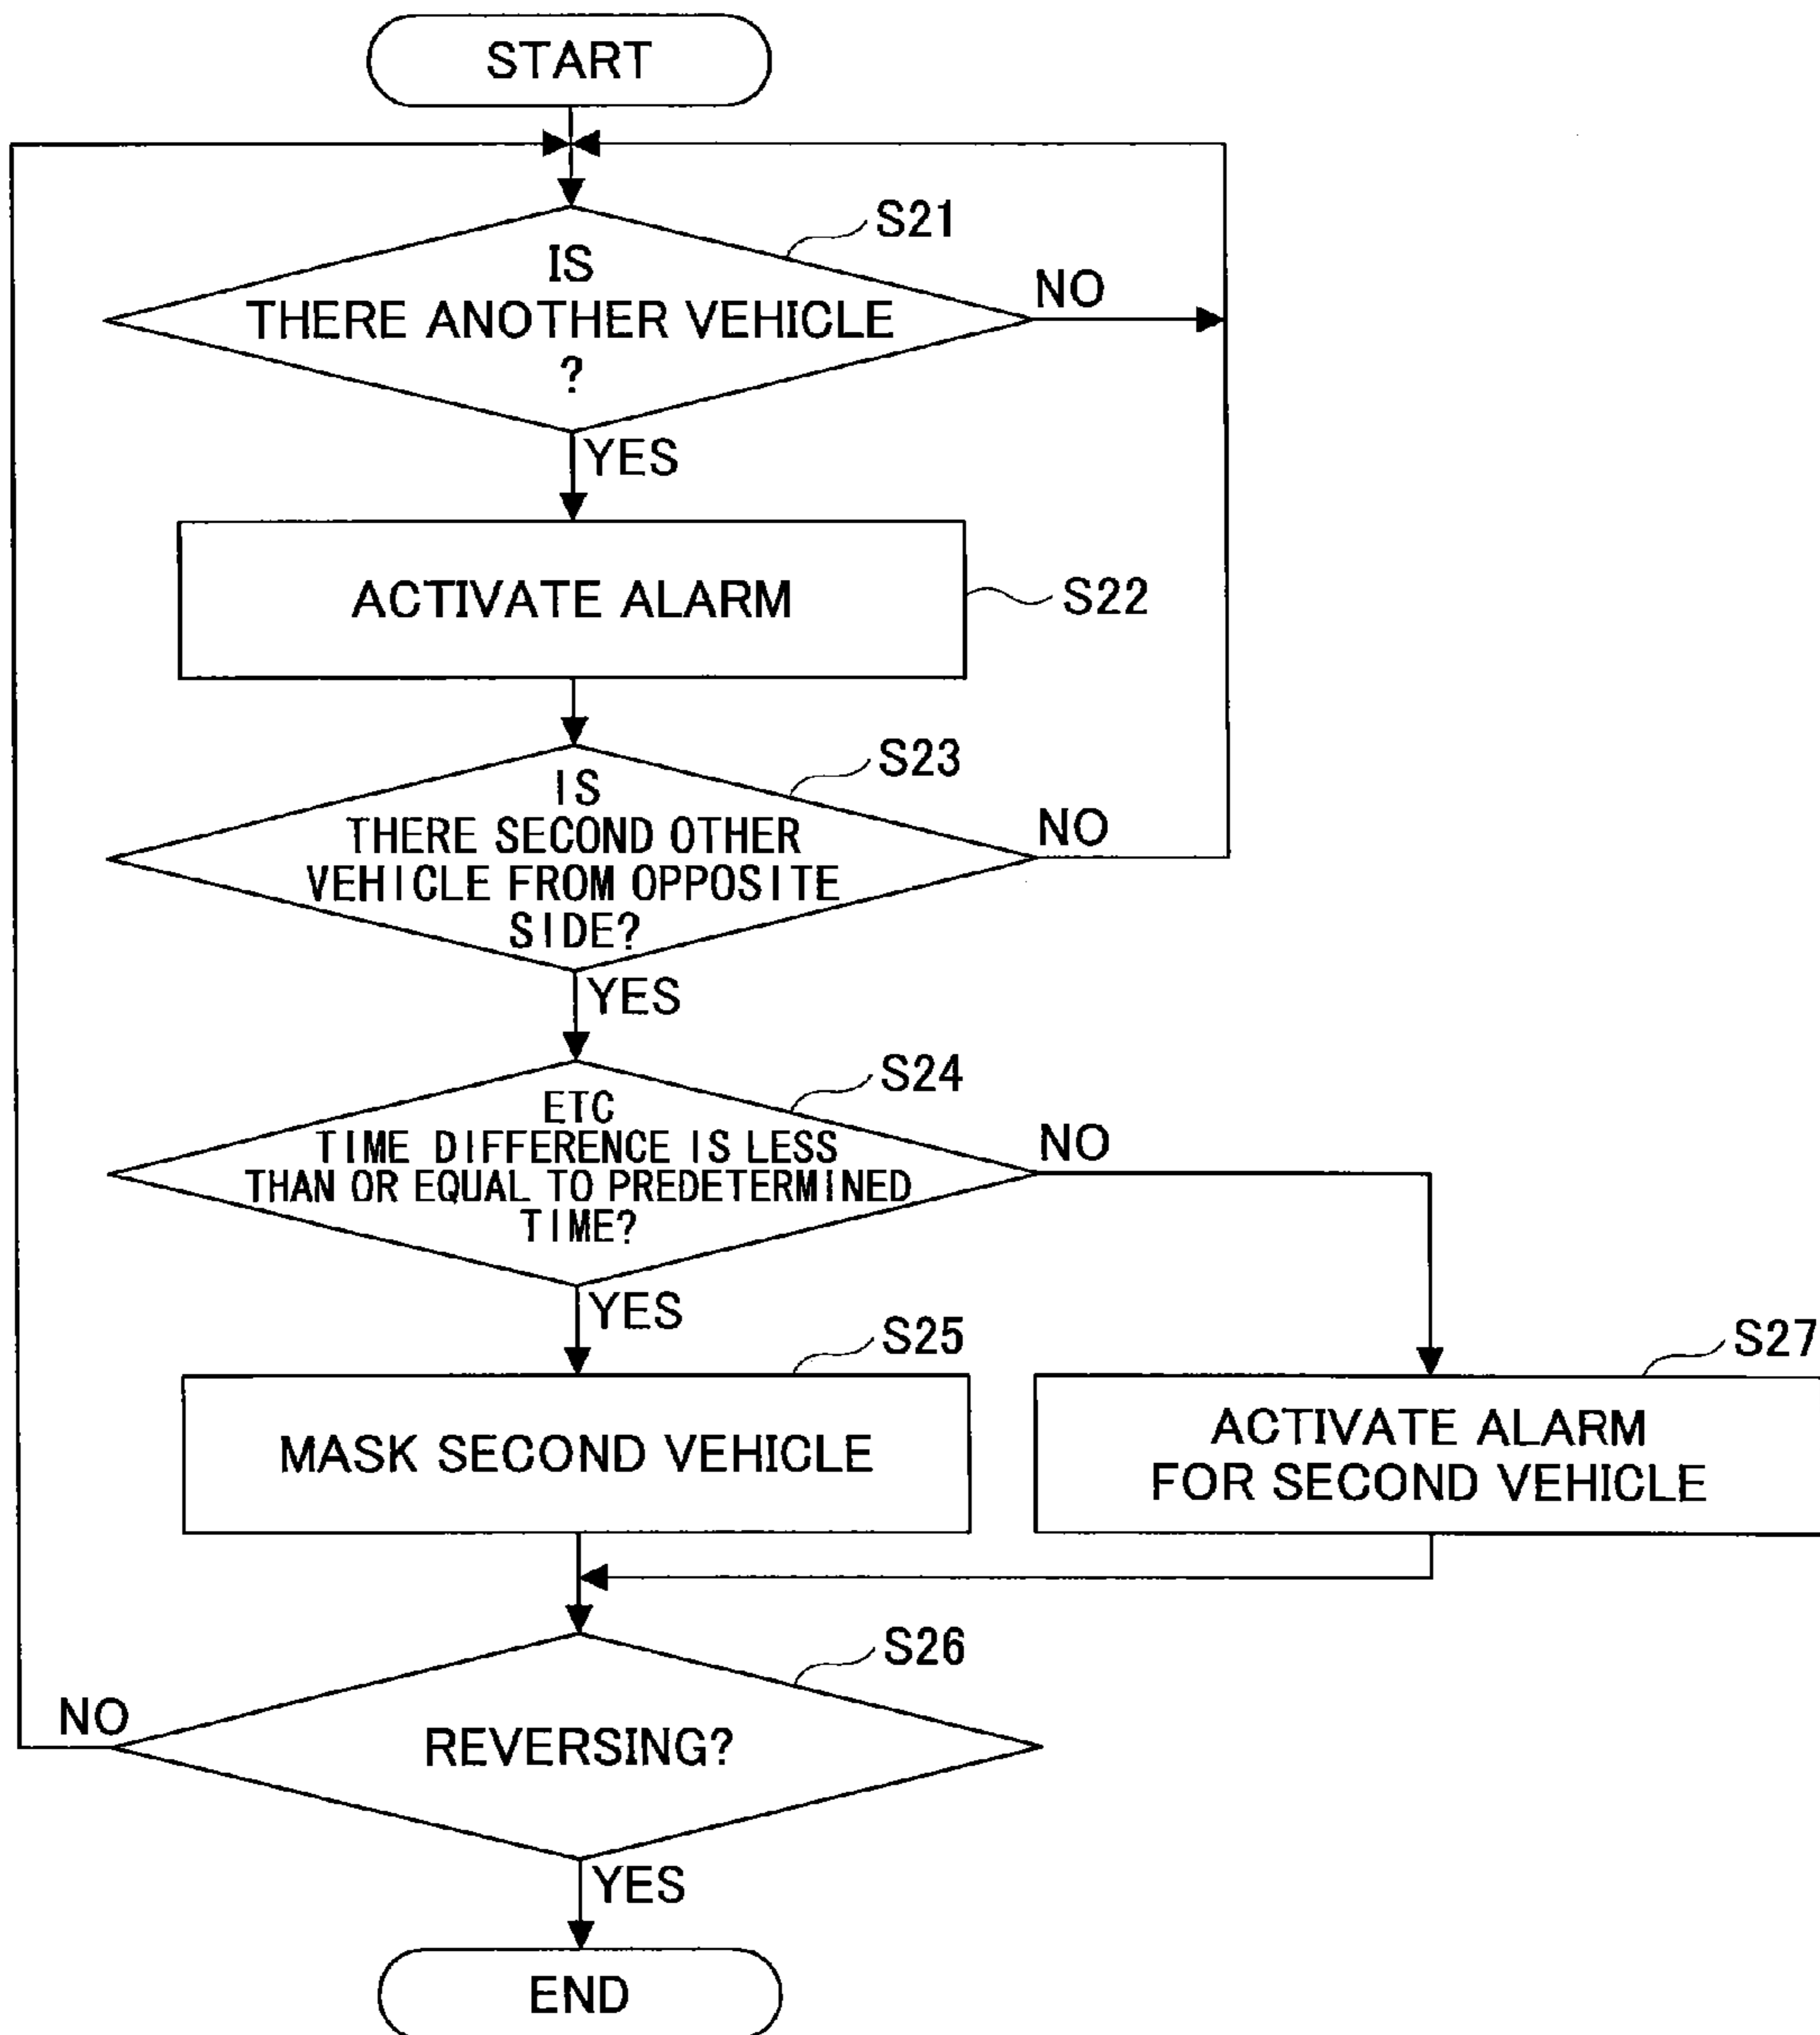 START
S21
IS
THERE ANOTHER VEHICLE
?
NO
YES
ACTIVATE ALARM
S22
S23
IS
THERE SECOND OTHER
VEHICLE FROM OPPOSITE
SIDE?
NO
YES
S24
ETC
TIME DIFFERENCE IS LESS
THAN OR EQUAL TO PREDETERMINED
TIME?
NO
YES
S25
MASK SECOND VEHICLE
S27
ACTIVATE ALARM
FOR SECOND VEHICLE
S26
REVERSING?
NO
YES
END